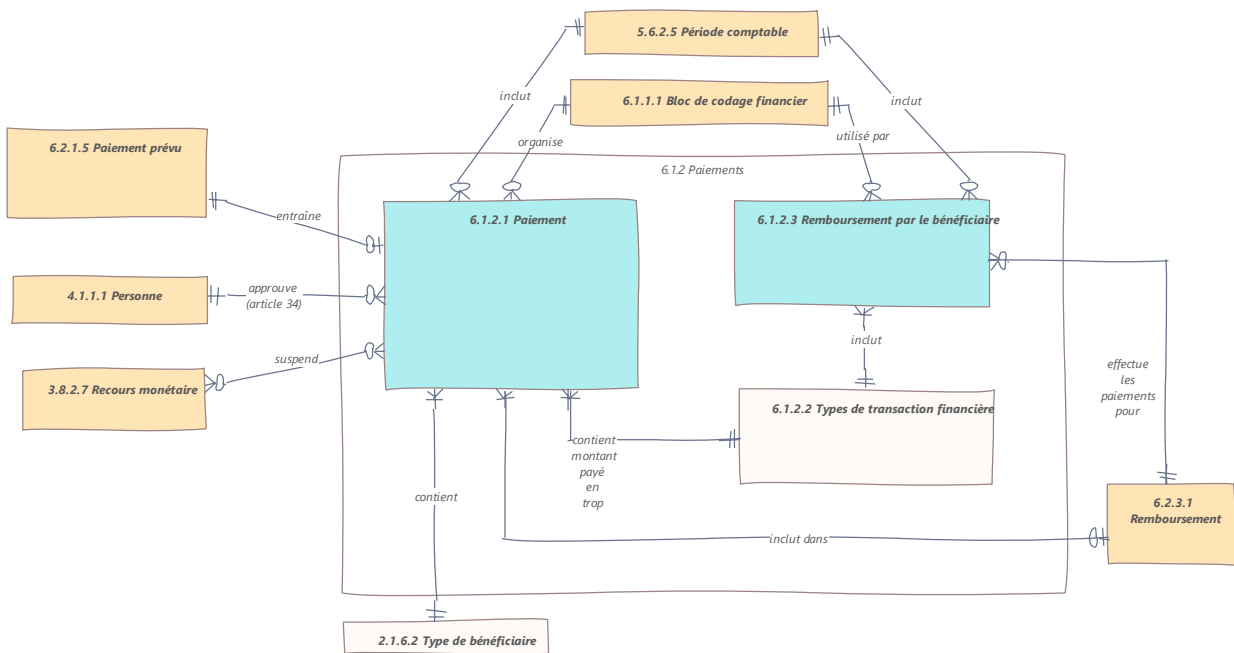 5.6.2.5 Période comptable
6.1.1.1 Bloc de codage financier
inclut
inclut
organise
utilisé par
6.2.1.5 Paiement prévu
6.1.2 Paiements
entraîne
6.1.2.1 Paiement
6.1.2.3 Remboursement par le bénéficiaire
4.1.1.1 Personne
approuve
(article 34)
suspend
3.8.2.7 Recours monétaire
inclut
effectue
les
paiements
pour
6.1.2.2 Types de transaction financière
contient
montant
payé
en
trop
contient
6.2.3.1
Remboursement
inclut dans
2.1.6.2 Type de bénéficiaire